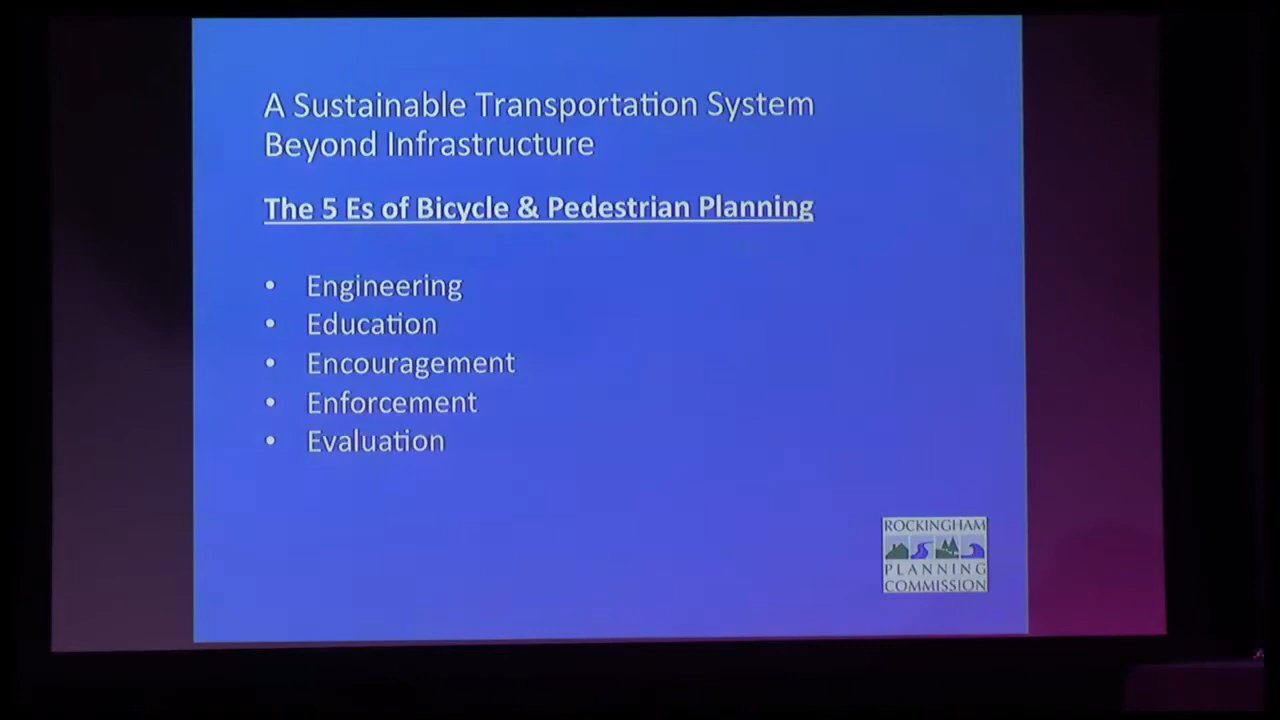 A Sustainable Transportation System
Beyond Infrastructure
The 5 Es of Bicycle & Pedestrian Planning
• Engineering
• Education
• Encouragement
• Enforcement
• Evaluation
ROCKINGHAM
PLANNING
COMMISSION